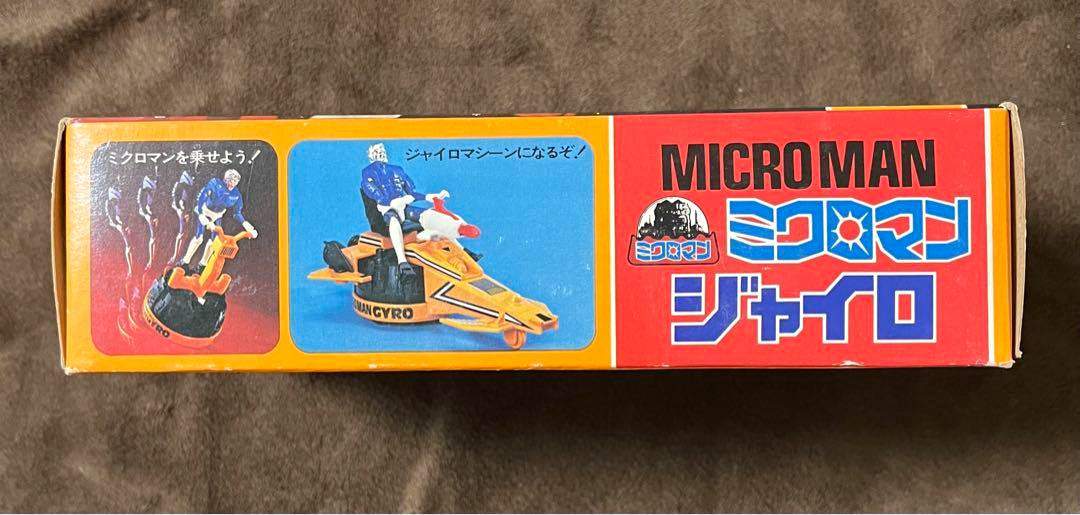 ミクロマンを乗せよう!
ジャイロマシーンになるぞ!
MAN GYRO
MICROMAN
ミクロマン
ミクロマン
ジャイロ